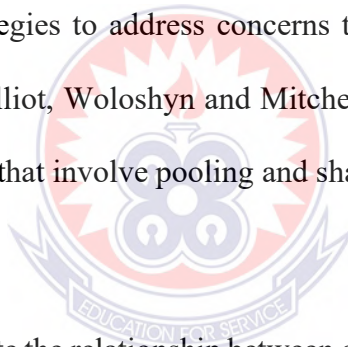 egies to address concerns t
lliot, Woloshyn and Mitche
that involve pooling and sha
EDUCATION FOR SERVICE
the relationship between